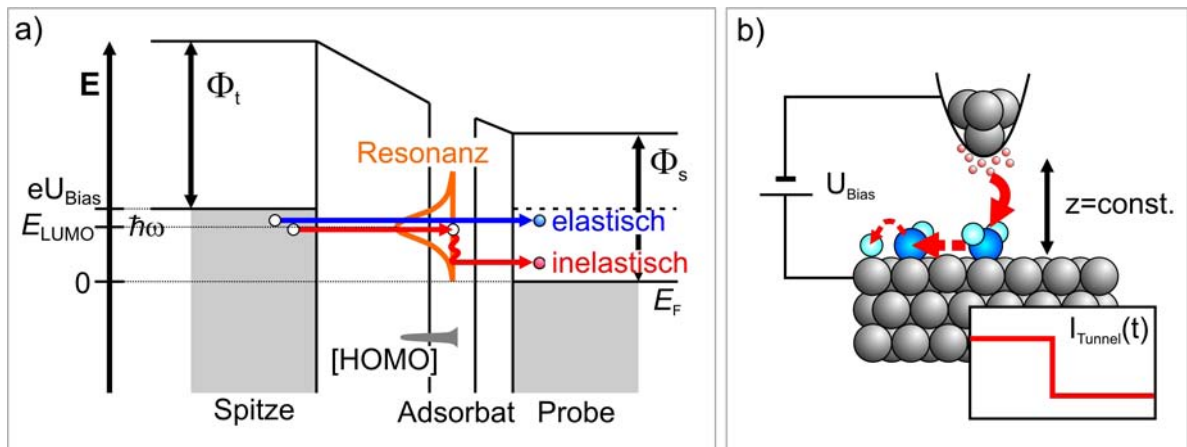 a)
E
Φt
Resonanz
Φs
eUBias
ELUMO
ħω
elastisch
inelastisch
0
EF
[HOMO]
Spitze
Adsorbat
Probe
b)
UBias
z=const.
ITunnel(t)